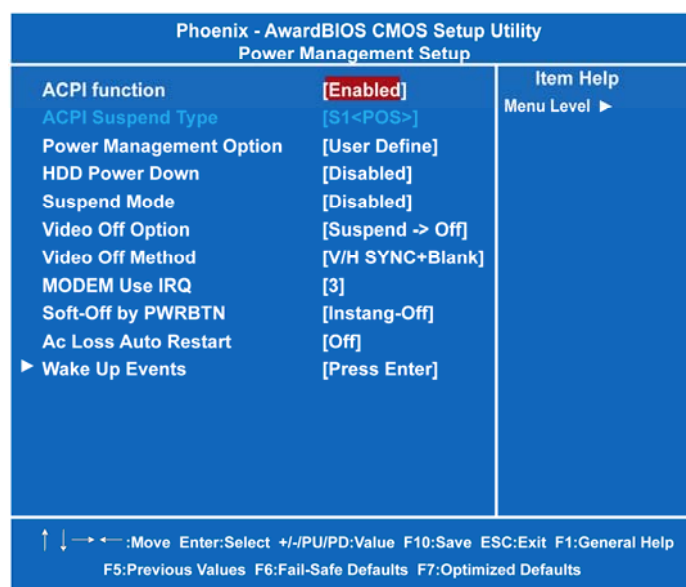 Phoenix - AwardBIOS CMOS Setup Utility
Power Management Setup
ACPI function [Enabled]
ACPI Suspend Type [S1<POS>]
Power Management Option [User Define]
HDD Power Down [Disabled]
Suspend Mode [Disabled]
Video Off Option [Suspend -> Off]
Video Off Method [V/H SYNC+Blank]
MODEM Use IRQ [3]
Soft-Off by PWRBTN [Instang-Off]
Ac Loss Auto Restart [Off]
► Wake Up Events [Press Enter]
Item Help
Menu Level ►
↑ ↓ → ← :Move Enter:Select +/-/PU/PD:Value F10:Save ESC:Exit F1:General Help
F5:Previous Values F6:Fail-Safe Defaults F7:Optimized Defaults